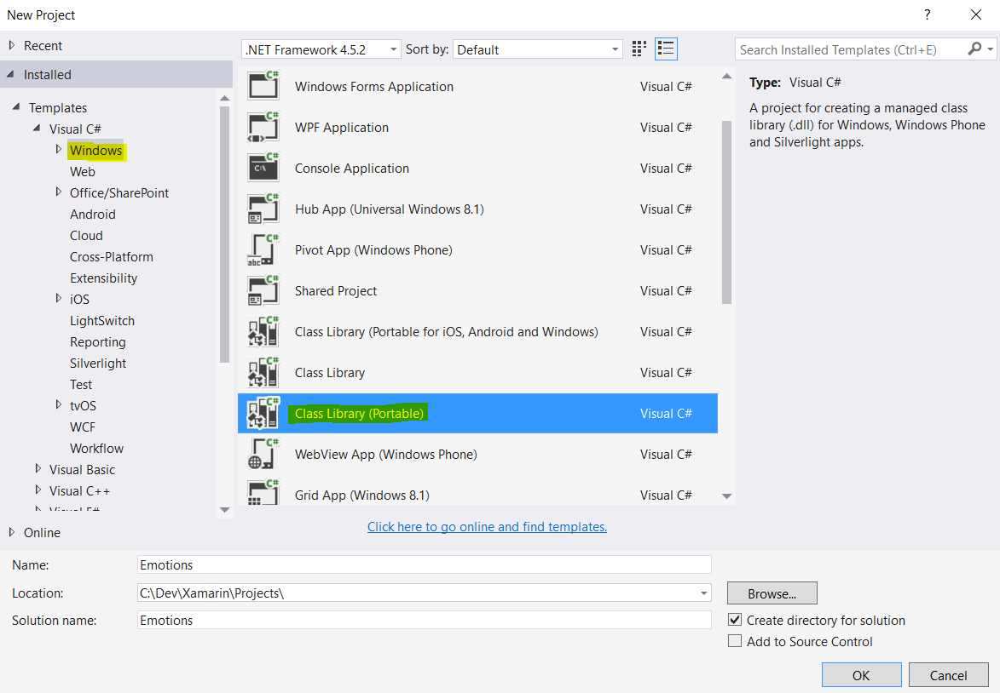 New Project
?
Recent
Installed
Templates
Visual C#
Windows
Web
Office/SharePoint
Android
Cloud
Cross-Platform
Extensibility
iOS
LightSwitch
Reporting
Silverlight
Test
tvOS
WCF
Workflow
Visual Basic
Visual C++
Online
.NET Framework 4.5.2
Sort by:
Default
Windows Forms Application Visual C#
WPF Application Visual C#
Console Application Visual C#
Hub App (Universal Windows 8.1) Visual C#
Pivot App (Windows Phone) Visual C#
Shared Project Visual C#
Class Library (Portable for iOS, Android and Windows) Visual C#
Class Library Visual C#
Class Library (Portable) Visual C#
WebView App (Windows Phone) Visual C#
Grid App (Windows 8.1) Visual C#
Click here to go online and find templates.
Search Installed Templates (Ctrl+E)
Type: Visual C#
A project for creating a managed class
library (.dll) for Windows, Windows Phone
and Silverlight apps.
Name: Emotions
Location: C:\Dev\Xamarin\Projects\
Browse...
Solution name: Emotions
Create directory for solution
Add to Source Control
OK
Cancel